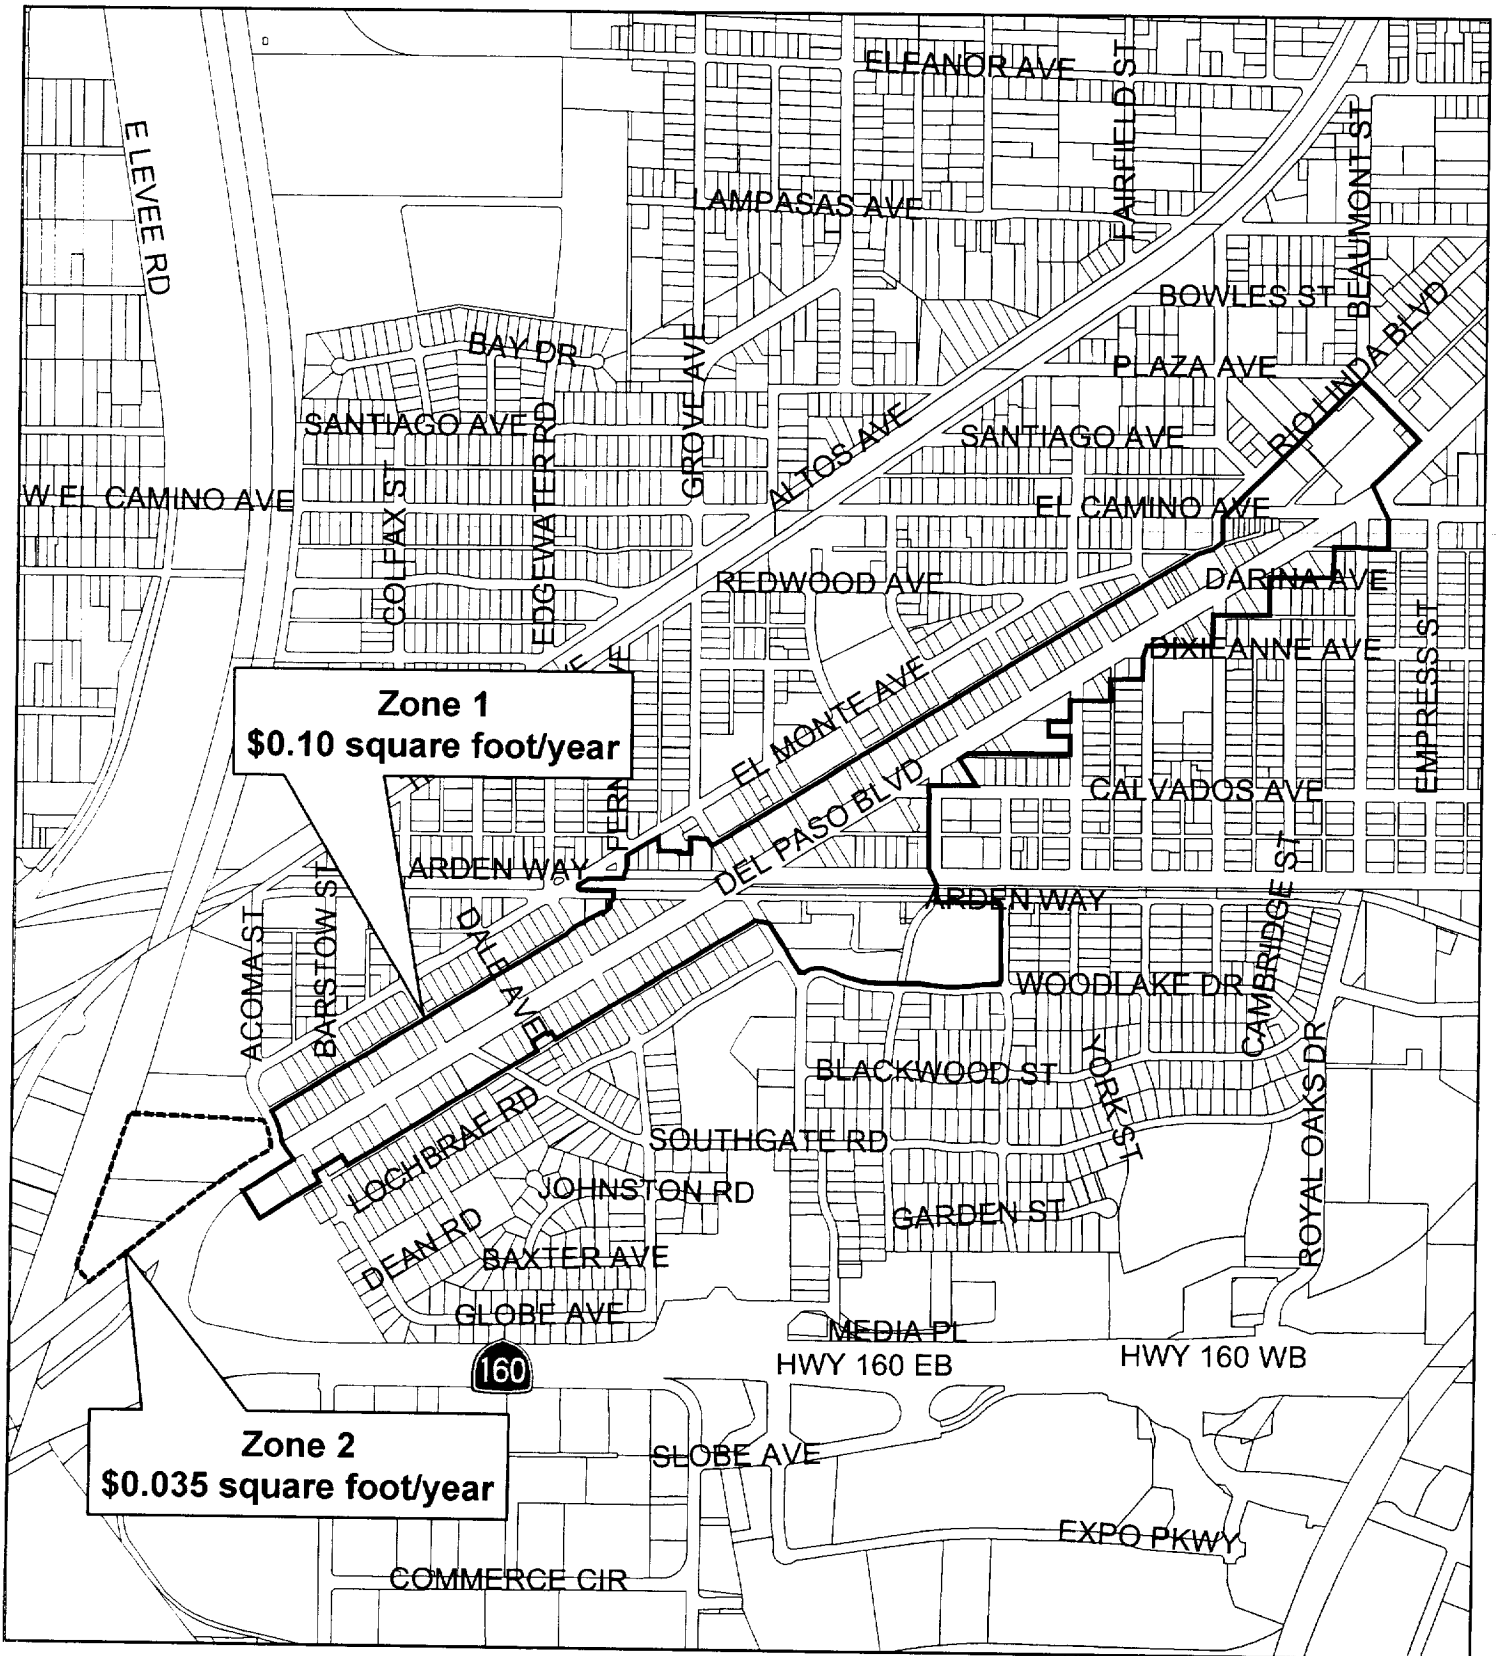 ELEANOR AVE
FAIRFIELD ST
BEAUMONT ST
E LEVEE RD
LAMPASAS AVE
BOWLES ST
RIO LINDA BLVD
BAY DR
GROVE AVE
PLAZA AVE
SANTIAGO AVE
EDGEWATER RD
ALTOS AVE
SANTIAGO AVE
W EL CAMINO AVE
COLFAX ST
EL CAMINO AVE
REDWOOD AVE
DARINA AVE
EMPRESS ST
DIXIEANNE AVE
Zone 1
$0.10 square foot/year
EL MONTE AVE
DEL PASO BLVD
CALVADOS AVE
ARDEN WAY
ARDEN WAY
CAMBRIDGE ST
ACOMA ST
BARSTOW ST
DALE AVE
WOODLAKE DR
BLACKWOOD ST
YORK ST
ROYAL OAKS DR
LOCHBRAE RD
SOUTHGATE RD
JOHNSTON RD
GARDEN ST
DEAN RD
BAXTER AVE
GLOBE AVE
MEDIA PL
160
HWY 160 EB
HWY 160 WB
Zone 2
$0.035 square foot/year
SLOBE AVE
EXPO PKWY
COMMERCE CIR